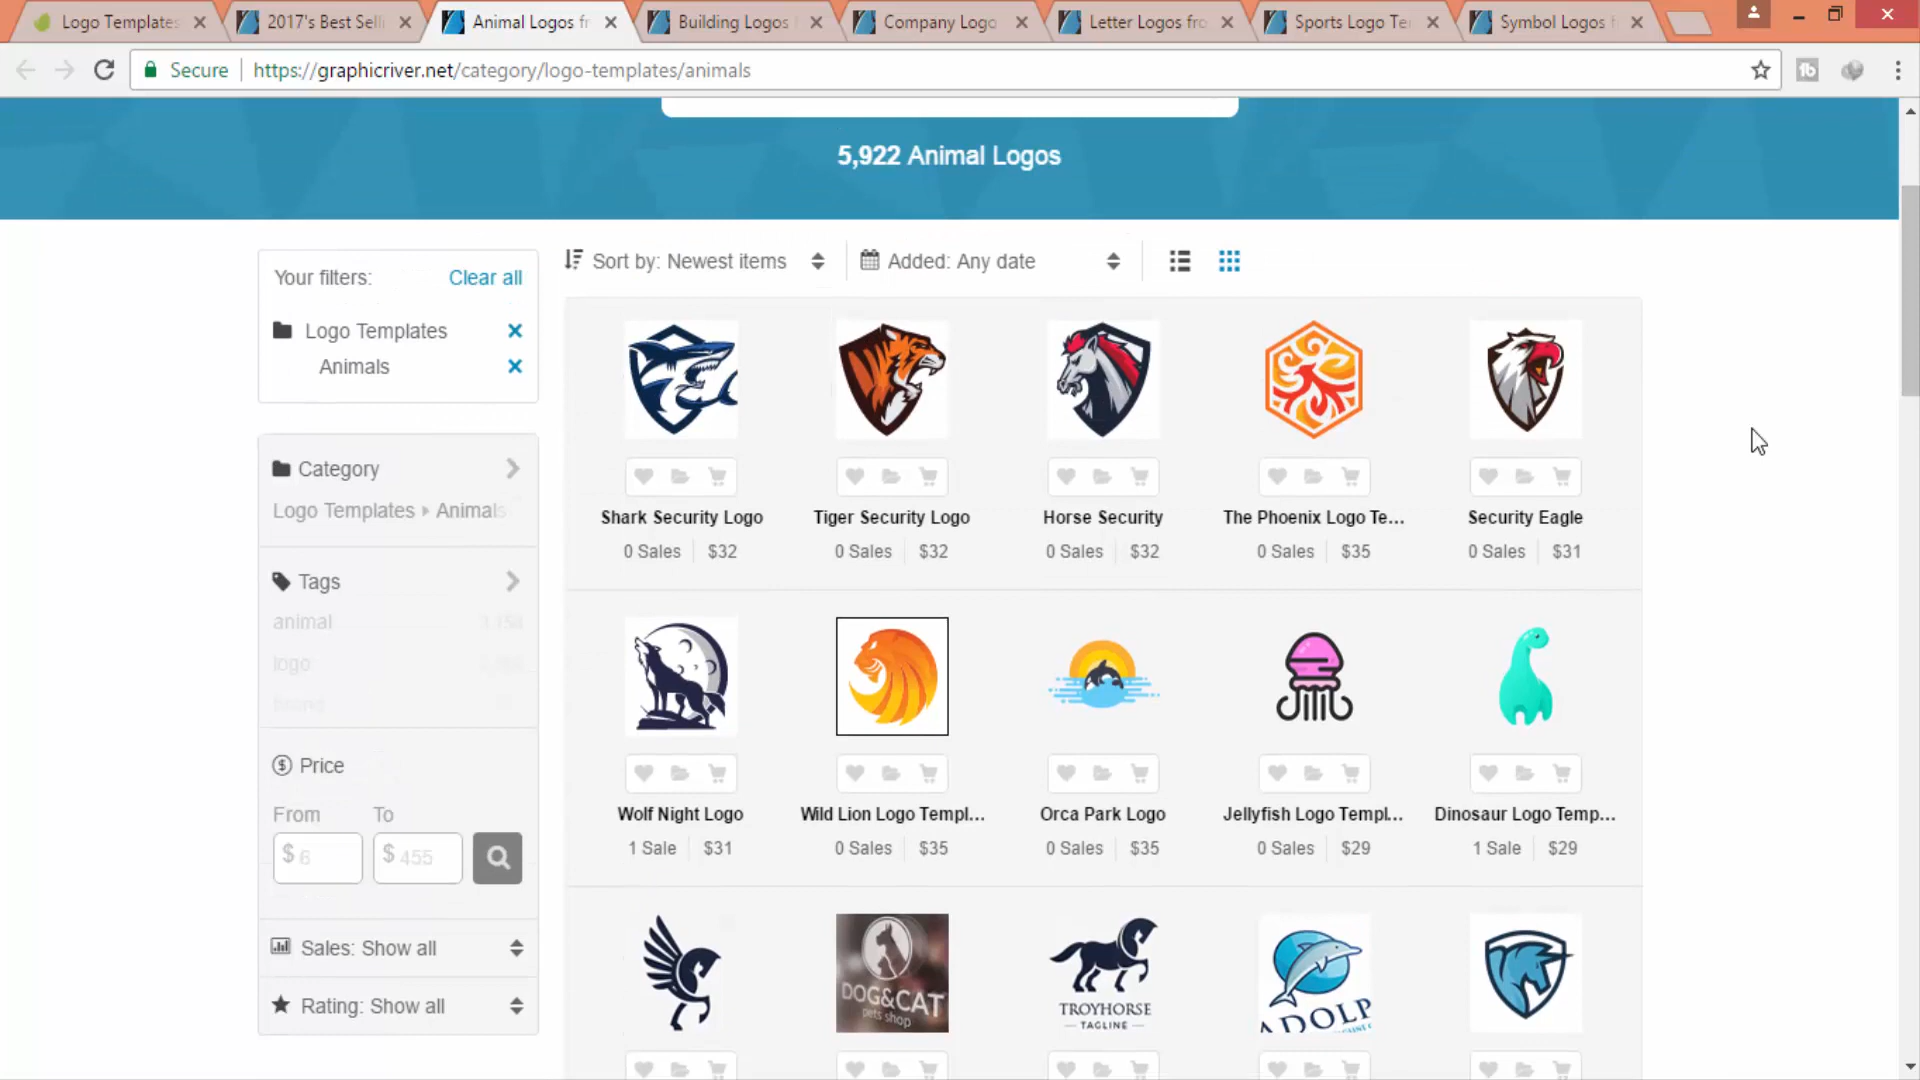 Logo Templates
2017's Best Selli
Animal Logos fr
Building Logos
Company Logo
Letter Logos fro
Sports Logo Te
Symbol Logos f
Secure
https://graphicriver.net/category/logo-templates/animals
5,922 Animal Logos
Your filters:
Clear all
Logo Templates
Animals
Category
Logo Templates
Animals
Tags
animal
logo
Price
From
To
$ 6
$ 455
Sales: Show all
Rating: Show all
Sort by: Newest items
Added: Any date
Shark Security Logo
0 Sales $32
Tiger Security Logo
0 Sales $32
Horse Security
0 Sales $32
The Phoenix Logo Te...
0 Sales $35
Security Eagle
0 Sales $31
Wolf Night Logo
1 Sale $31
Wild Lion Logo Templ...
0 Sales $35
Orca Park Logo
0 Sales $35
Jellyfish Logo Templ...
0 Sales $29
Dinosaur Logo Temp...
1 Sale $29
DOG&CAT
pets shop
TROYHORSE
TAGLINE
ADOLP